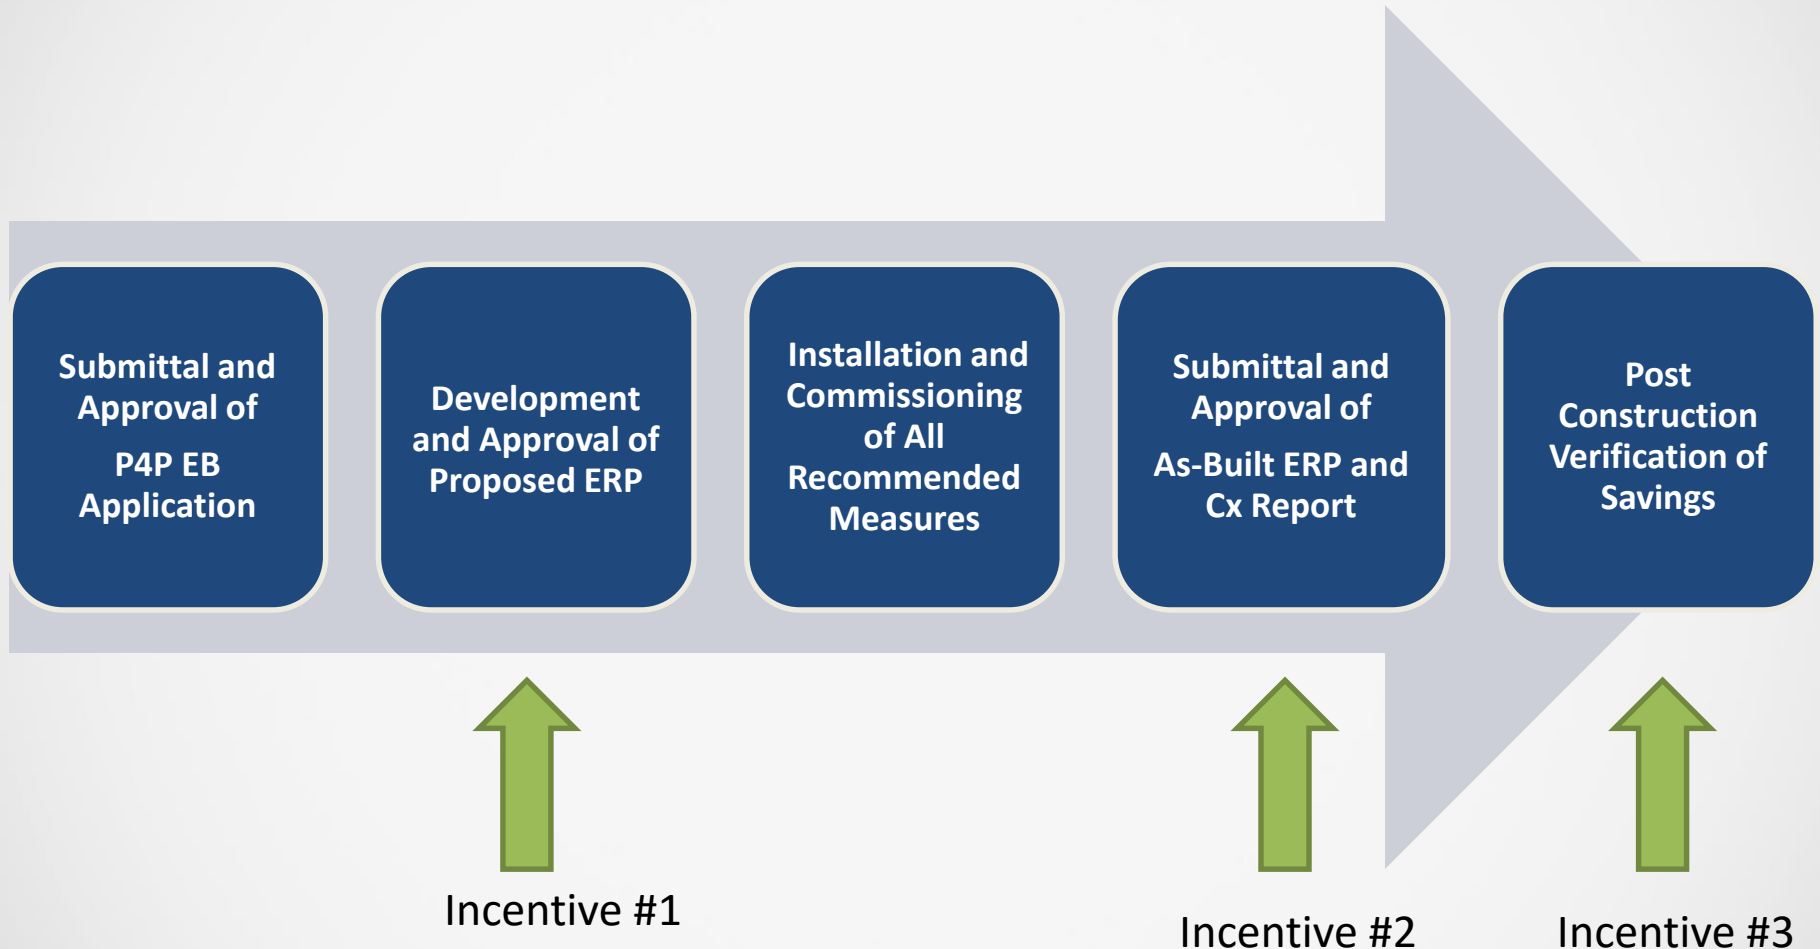 Submittal and
Approval of
P4P EB
Application
Development
and Approval of
Proposed ERP
Installation and
Commissioning
of All
Recommended
Measures
Submittal and
Approval of
As-Built ERP and
Cx Report
Post
Construction
Verification of
Savings
Incentive #1
Incentive #2
Incentive #3